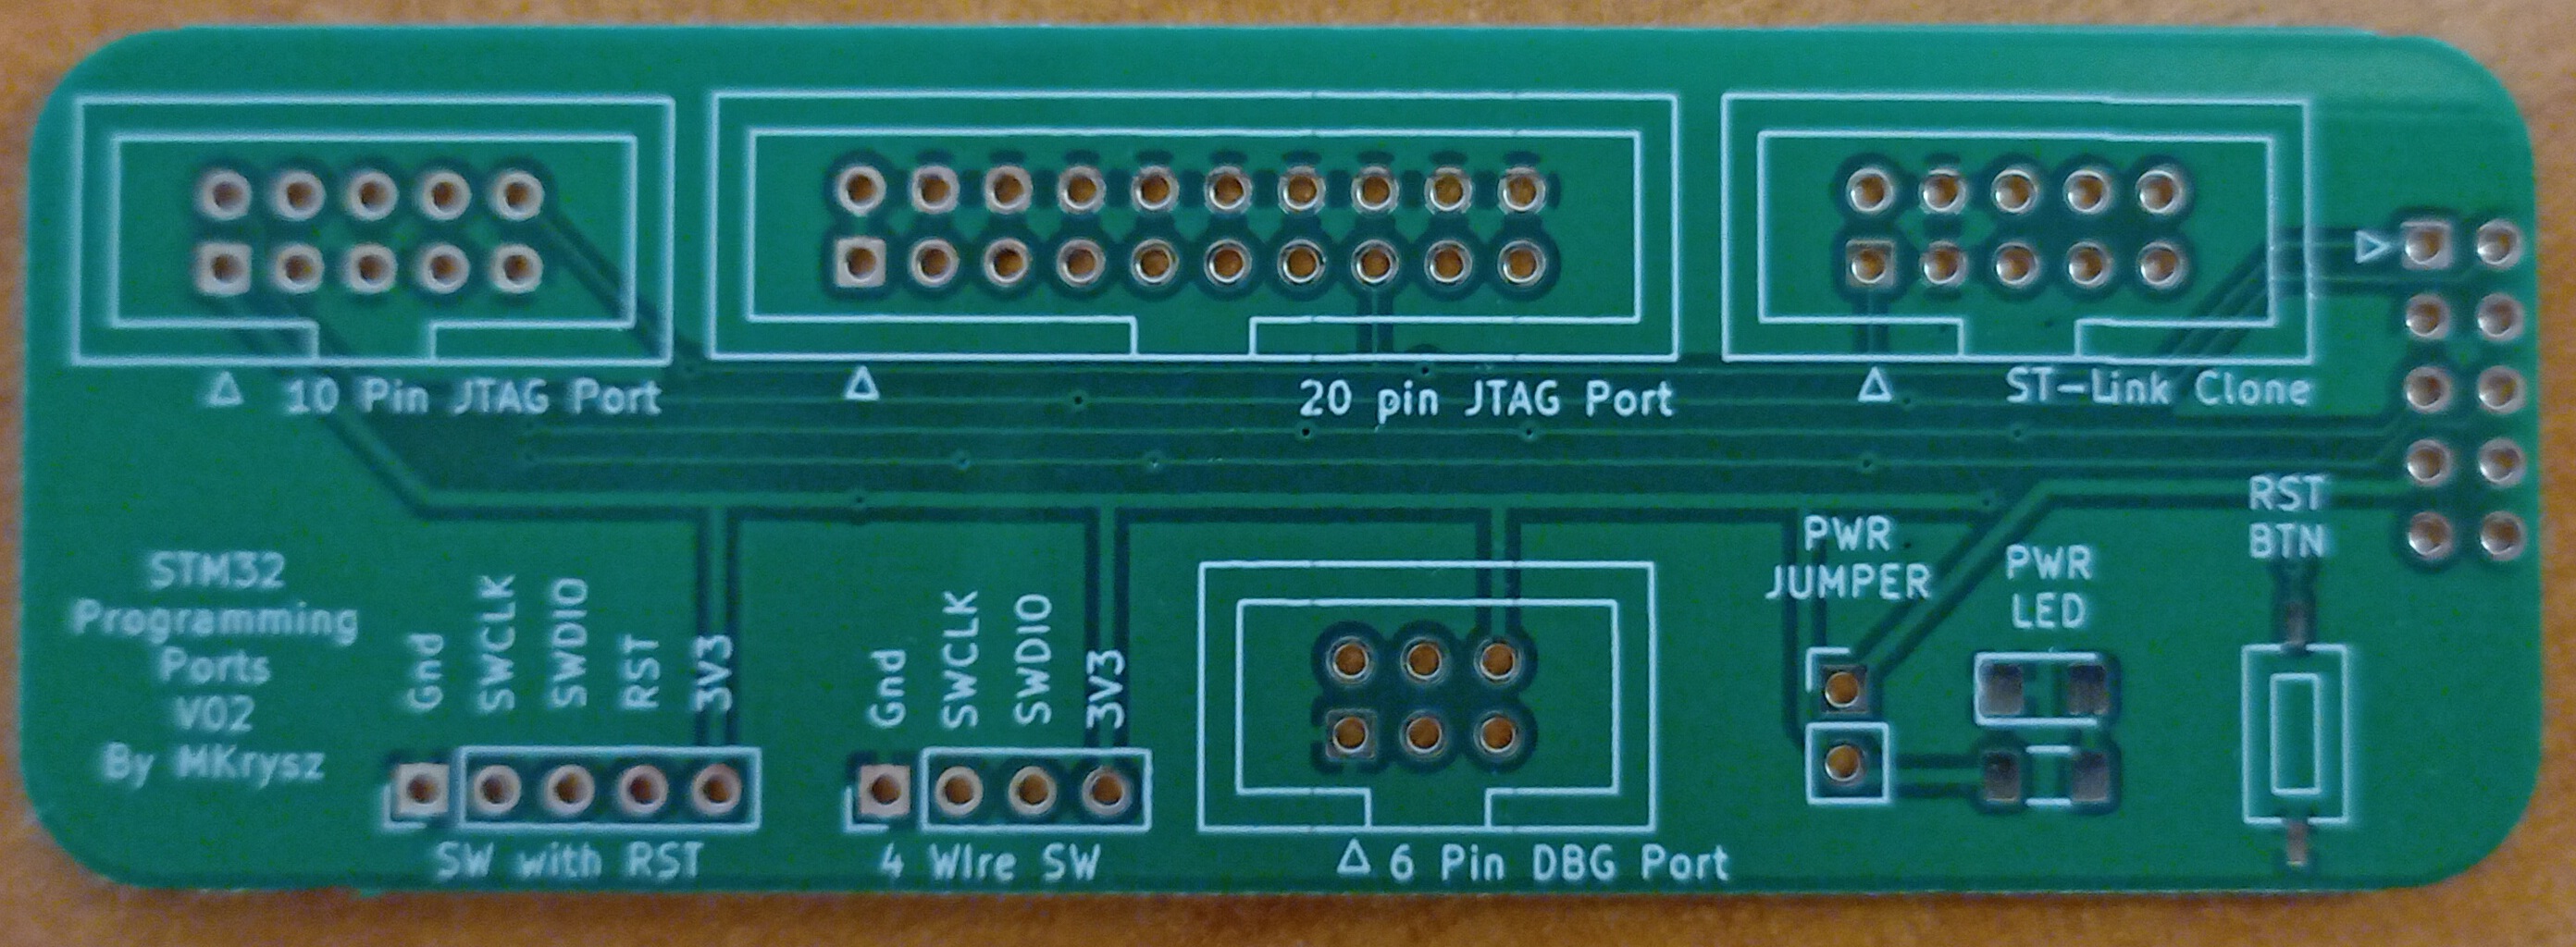 10 Pin JTAG Port
20 pin JTAG Port
ST-Link Clone
STM32
Programming
Ports
V02
By MKrysz
Gnd
SWCLK
SWDIO
RST
3V3
SW with RST
Gnd
SWCLK
SWDIO
3V3
4 WIre SW
6 Pin DBG Port
PWR
JUMPER
PWR
LED
RST
BTN